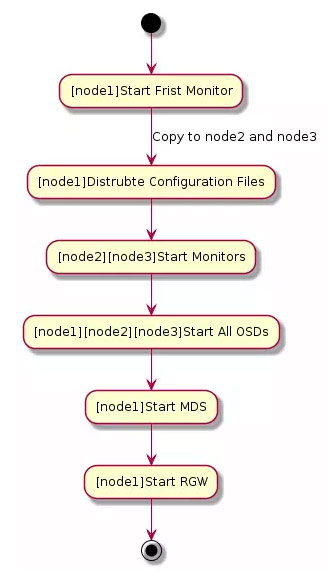 [node1]Start Frist Monitor
Copy to node2 and node3
[node1]Distrubte Configuration Files
[node2][node3]Start Monitors
[node1][node2][node3]Start All OSDs
[node1]Start MDS
[node1]Start RGW